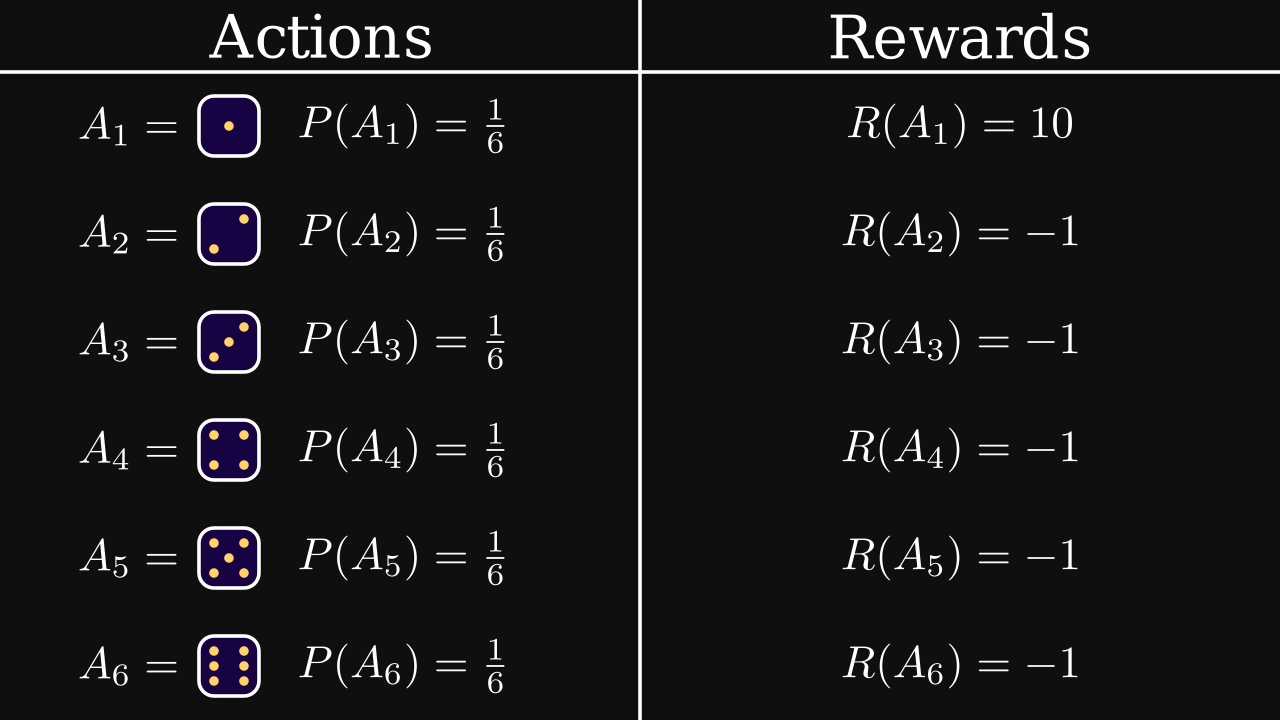 Actions Rewards
A₁ = P(A₁) = 1/6 R(A₁) = 10
A₂ = P(A₂) = 1/6 R(A₂) = −1
A₃ = P(A₃) = 1/6 R(A₃) = −1
A₄ = P(A₄) = 1/6 R(A₄) = −1
A₅ = P(A₅) = 1/6 R(A₅) = −1
A₆ = P(A₆) = 1/6 R(A₆) = −1